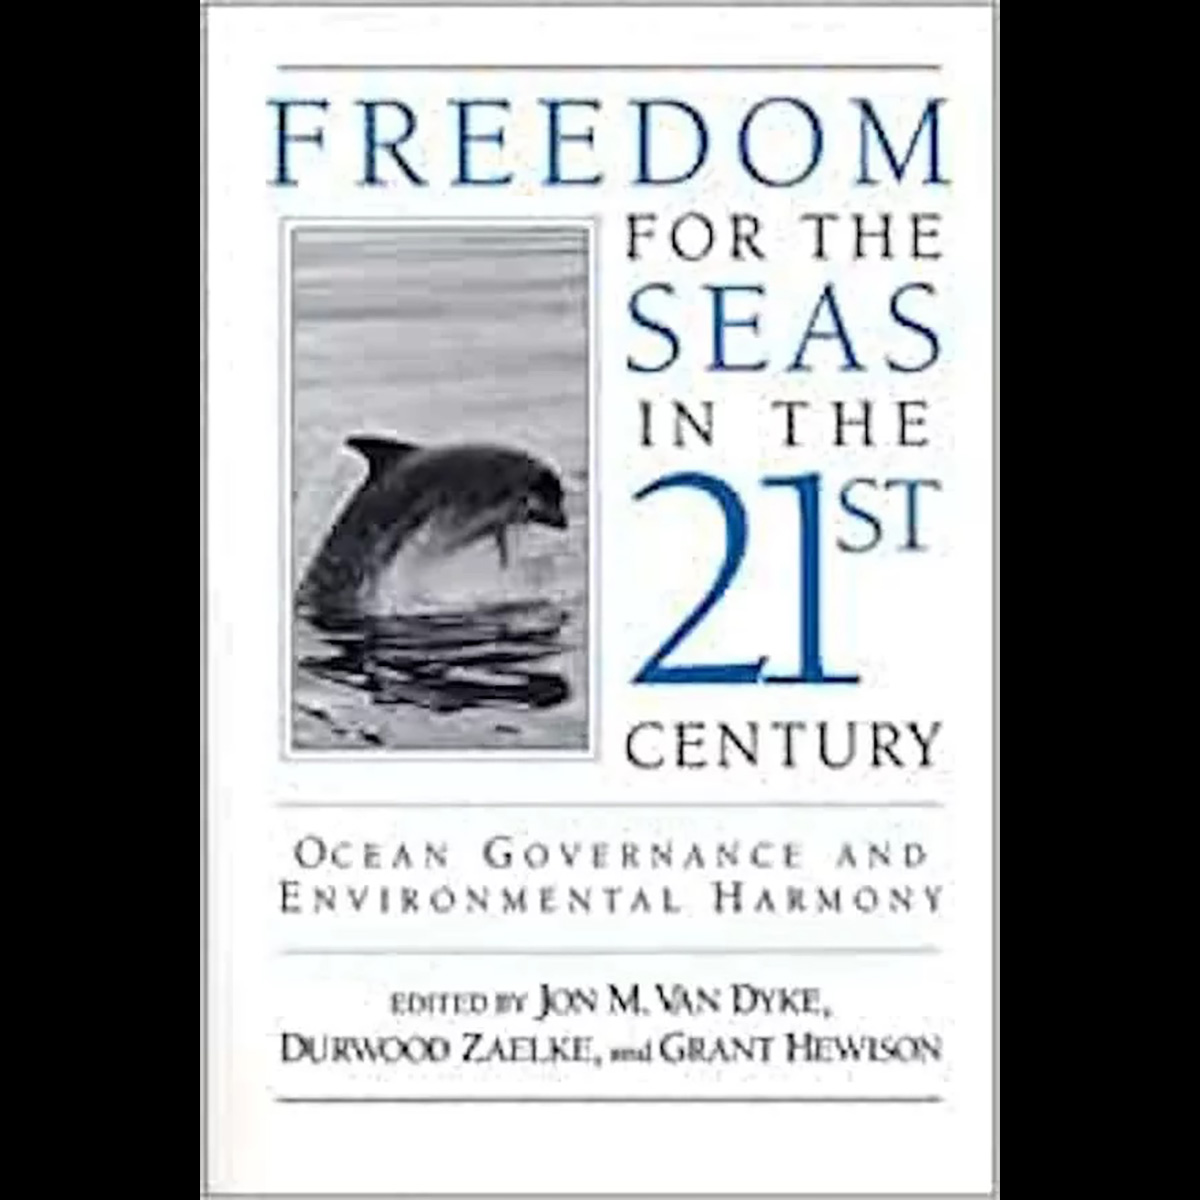 FREEDOM
FOR THE
SEAS
IN THE
21ST
CENTURY
OCEAN GOVERNANCE AND
ENVIRONMENTAL HARMONY
EDITED BY JON M. VAN DYKE,
DURWOOD ZAELKE, and GRANT HEWISON